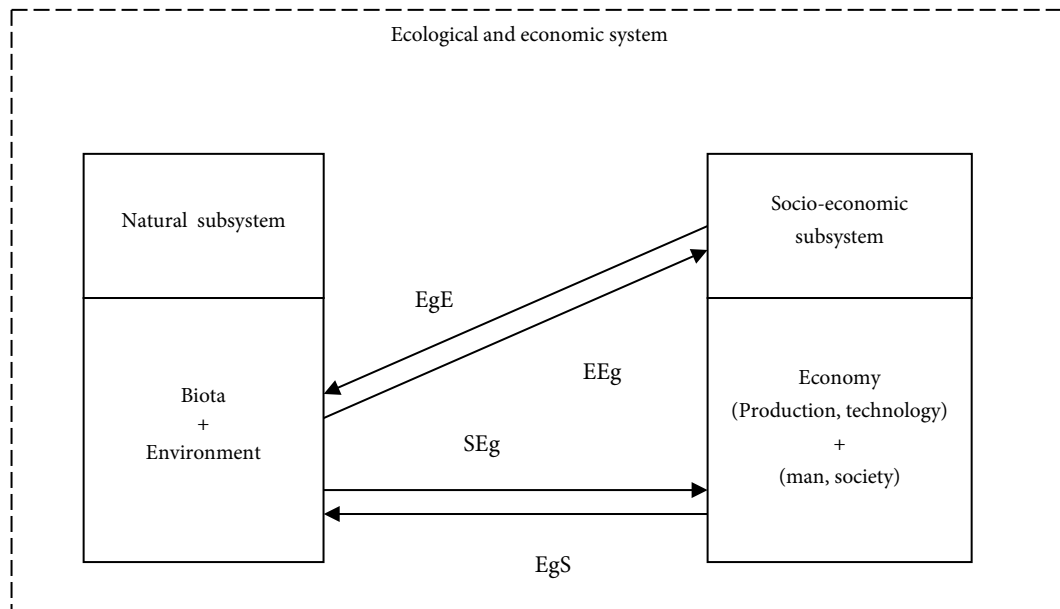 Ecological and economic system
Natural subsystem
Socio-economic
subsystem
EgE
EEg
Biota
+
Environment
Economy
(Production, technology)
+
(man, society)
SEg
EgS